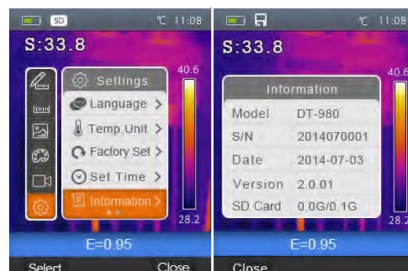 SD °C 11:08
S:33.8
40.6
Settings
Language >
Temp.Unit >
Factory Set >
Set Time >
Information >
28.2
E=0.95
Select Close
°C 11:08
S:33.8
40.6
Information
Model DT-980
S/N 2014070001
Date 2014-07-03
Version 2.0.01
SD Card 0.0G/0.1G
28.2
E=0.95
Close